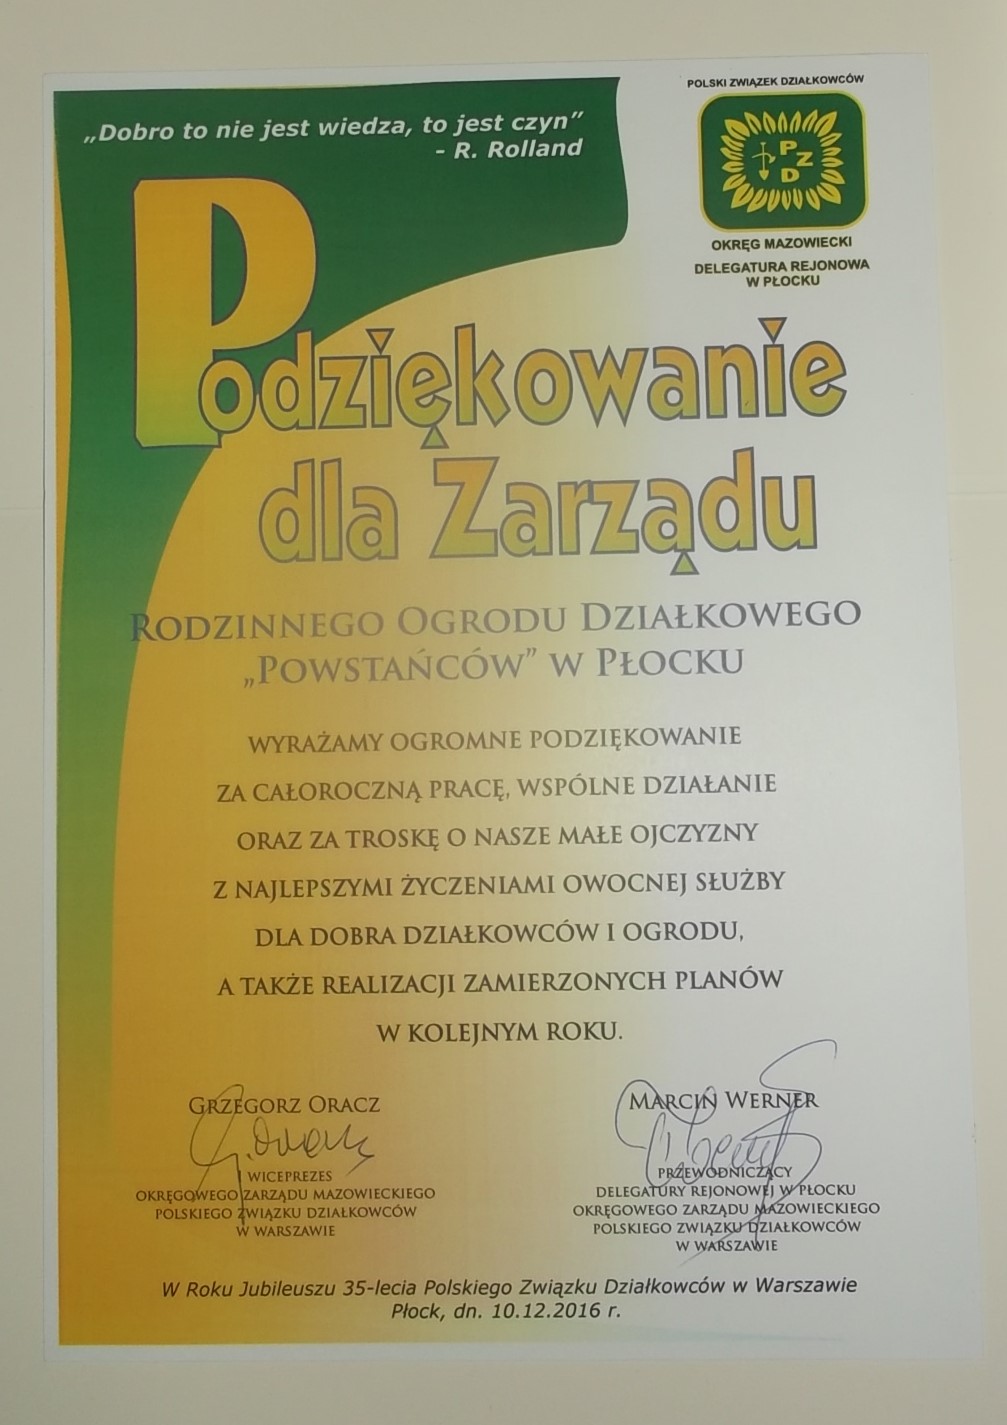 „Dobro to nie jest wiedza, to jest czyn”
- R. Rolland
POLSKI ZWIĄZEK DZIAŁKOWCÓW
P
Z
D
OKRĘG MAZOWIECKI
DELEGATURA REJONOWA
W PŁOCKU
Podziękowanie
dla Zarządu
RODZINNEGO OGRODU DZIAŁKOWEGO
„POWSTAŃCÓW” W PŁOCKU
WYRAŻAMY OGROMNE PODZIĘKOWANIE
ZA CAŁOROCZNĄ PRACĘ, WSPÓLNE DZIAŁANIE
ORAZ ZA TROSKĘ O NASZE MAŁE OJCZYZNY
Z NAJLEPSZYMI ŻYCZENIAMI OWOCNEJ SŁUŻBY
DLA DOBRA DZIAŁKOWCÓW I OGRODU,
A TAKŻE REALIZACJI ZAMIERZONYCH PLANÓW
W KOLEJNYM ROKU.
GRZEGORZ ORACZ
WICEPREZES
OKRĘGOWEGO ZARZĄDU MAZOWIECKIEGO
POLSKIEGO ZWIĄZKU DZIAŁKOWCÓW
W WARSZAWIE
MARCIN WERNER
PRZEWODNICZĄCY
DELEGATURY REJONOWEJ W PŁOCKU
OKRĘGOWEGO ZARZĄDU MAZOWIECKIEGO
POLSKIEGO ZWIĄZKU DZIAŁKOWCÓW
W WARSZAWIE
W Roku Jubileuszu 35-lecia Polskiego Związku Działkowców w Warszawie
Płock, dn. 10.12.2016 r.